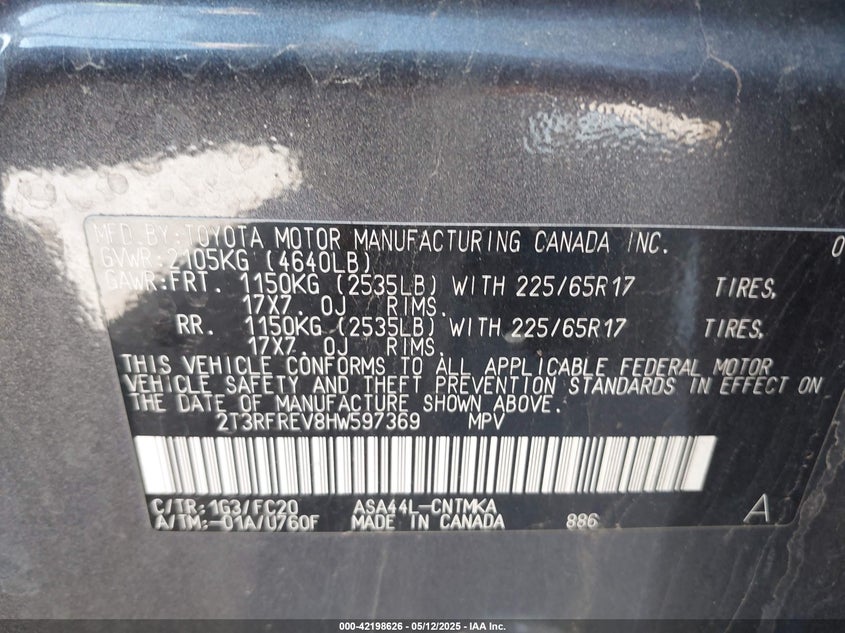 MFD.BY:TOYOTA MOTOR MANUFACTURING CANADA INC. 0
GVWR:2105KG (4640LB)
GAWR:FRT. 1150KG (2535LB) WITH 225/65R17 TIRES,
17X7. 0J RIMS.
RR. 1150KG (2535LB) WITH 225/65R17 TIRES,
17X7. 0J RIMS.
THIS VEHICLE CONFORMS TO ALL APPLICABLE FEDERAL MOTOR
VEHICLE SAFETY AND THEFT PREVENTION STANDARDS IN EFFECT ON
THE DATE OF MANUFACTURE SHOWN ABOVE.
2T3RFREV8HW597369 MPV
C/TR:1G3/FC20 ASA44L-CNTMKA
A/TM:-01A/U760F MADE IN CANADA 886 A
000-42198626 - 05/12/2025 - IAA Inc.